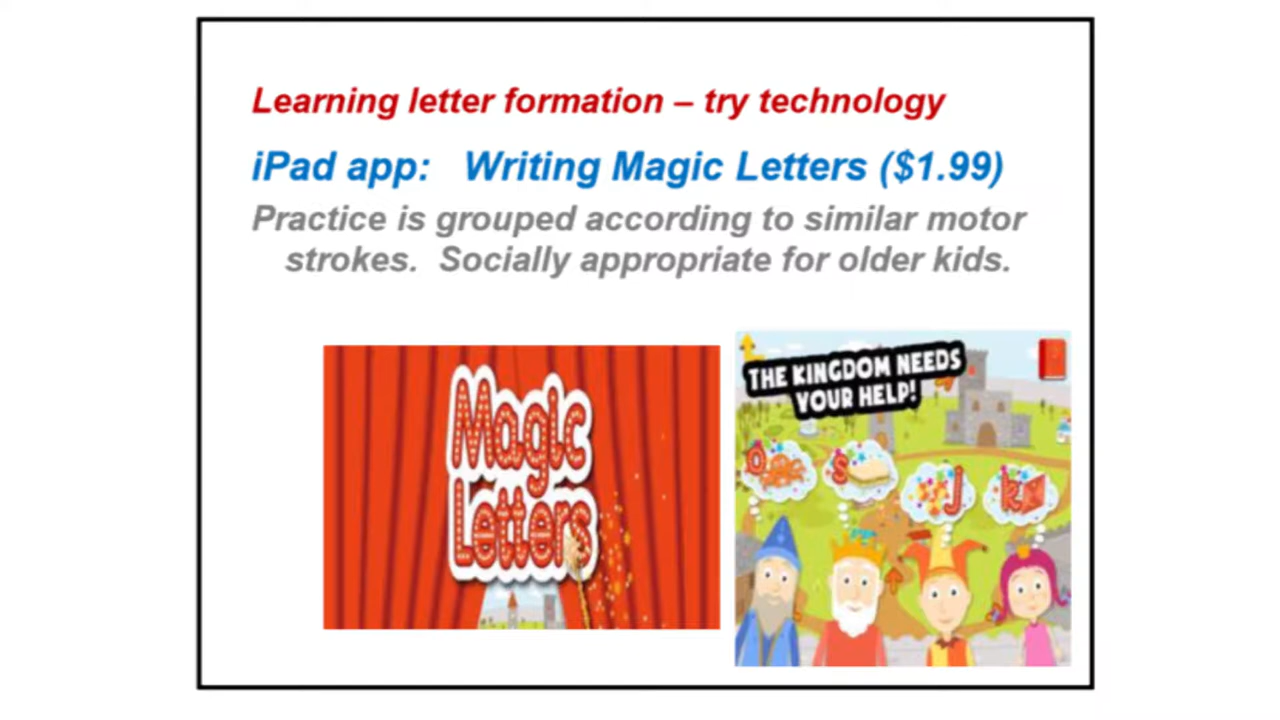 Learning letter formation – try technology
iPad app: Writing Magic Letters ($1.99)
Practice is grouped according to similar motor
strokes. Socially appropriate for older kids.
Magic
Letters
THE KINGDOM NEEDS
YOUR HELP!
o s j k